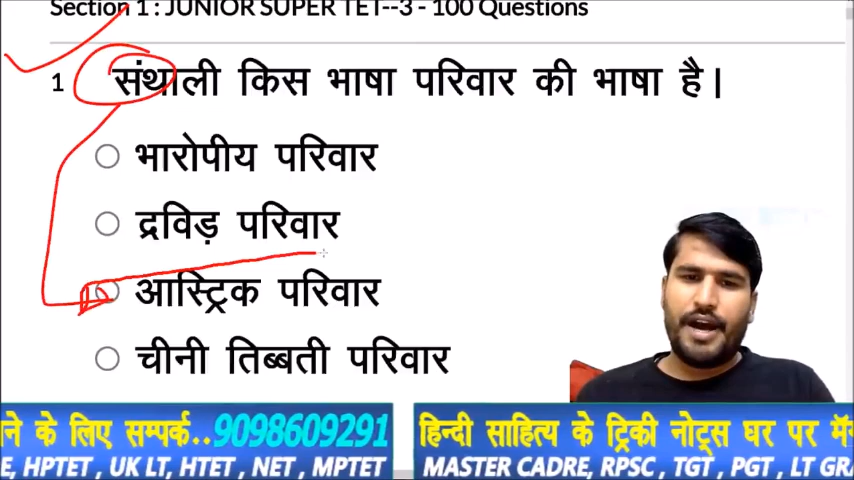 Section 1 : JUNIOR SUPER TET--3 - 100 Questions
1 संथाली किस भाषा परिवार की भाषा है।
भारोपीय परिवार
द्रविड़ परिवार
आस्ट्रिक परिवार
चीनी तिब्बती परिवार
ने के लिए सम्पर्क..9098609291
E, HPTET , UK LT, HTET , NET , MPTET
हिन्दी साहित्य के ट्रिकी नोट्स घर पर मॅ
MASTER CADRE, RPSC , TGT , PGT , LT GRA